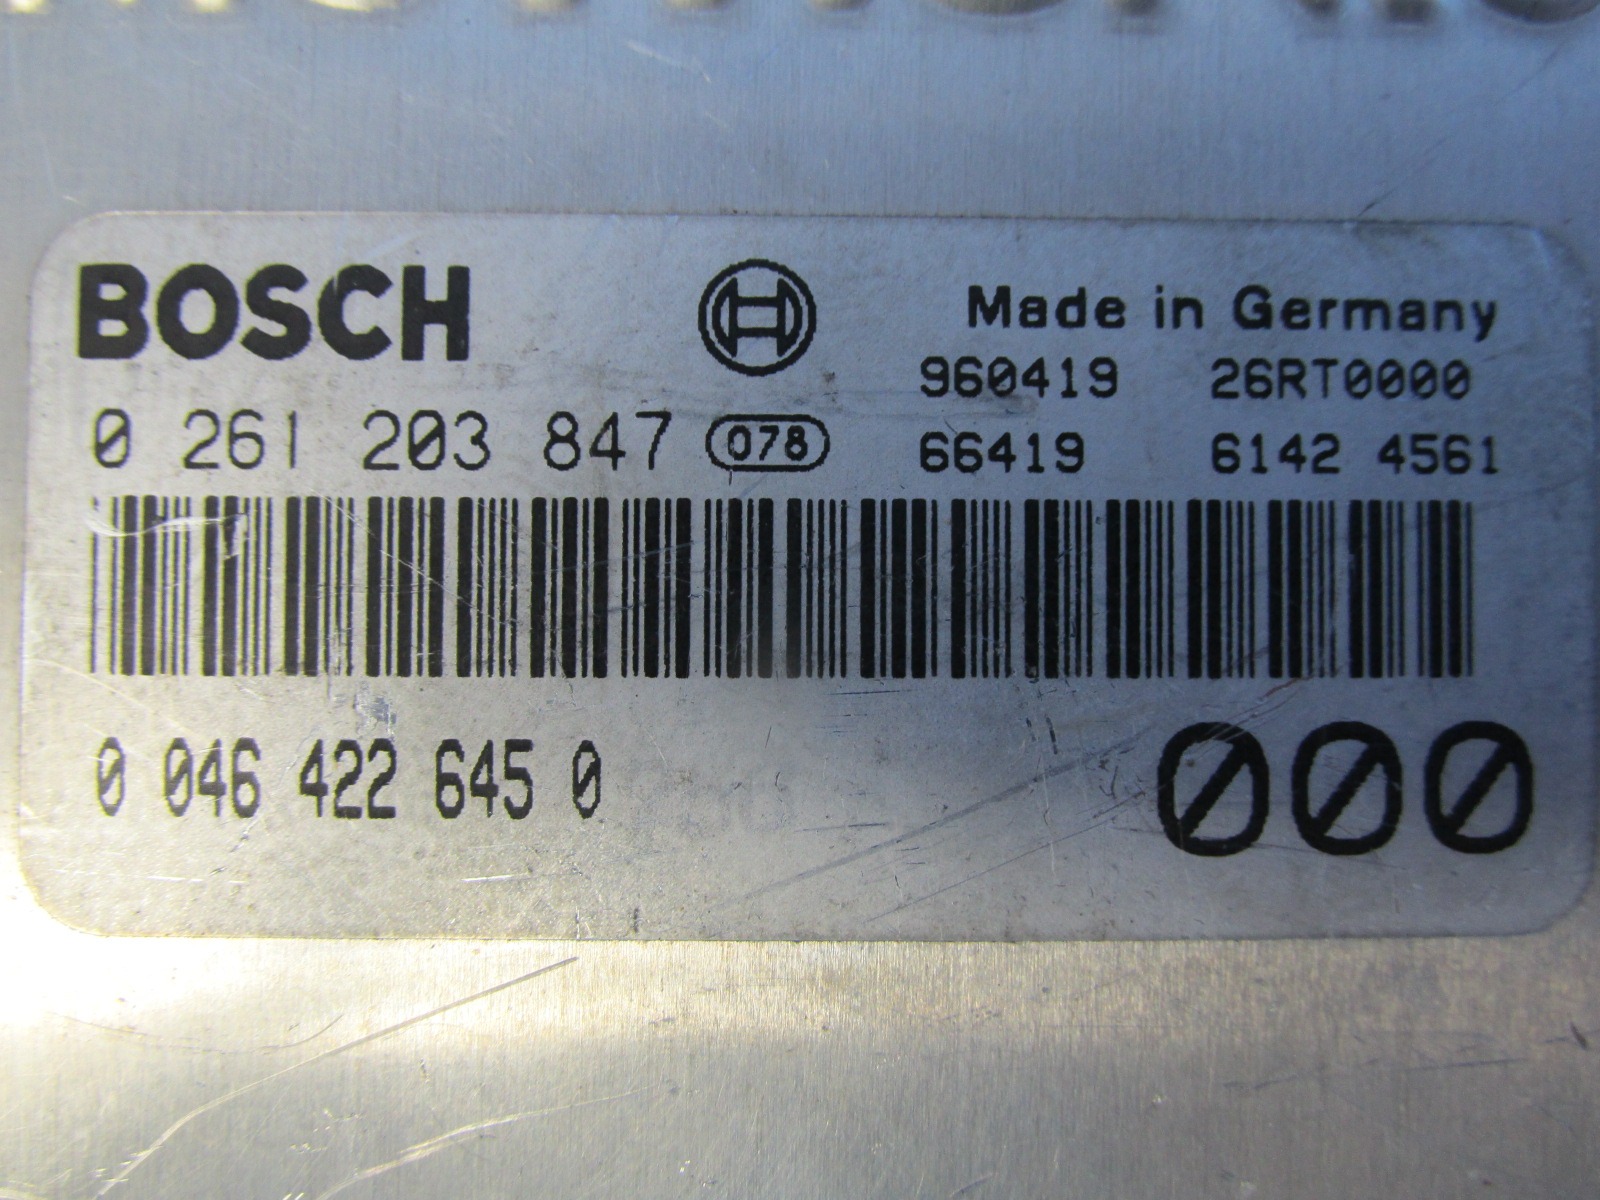 BOSCH
Made in Germany
960419 26RT0000
0 261 203 847 078 66419 6142 4561
0 046 422 645 0
000